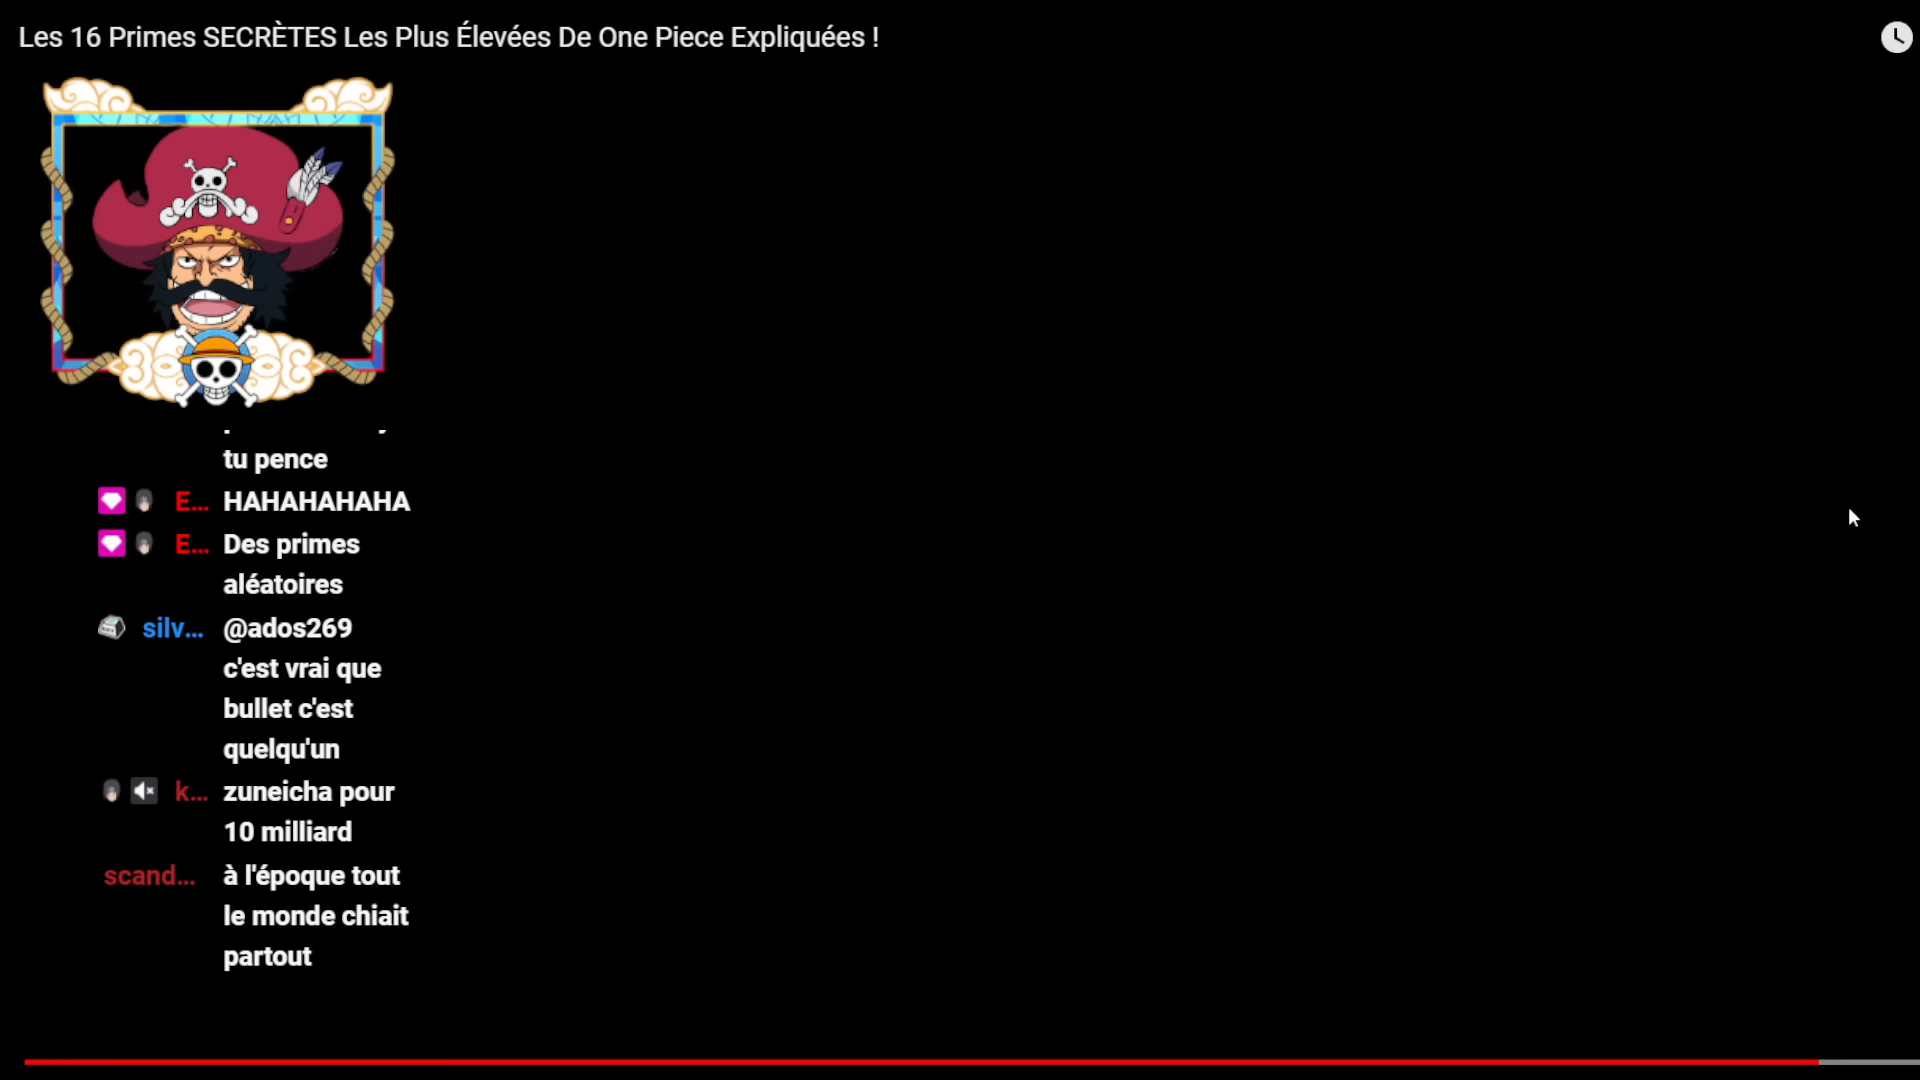 Les 16 Primes SECRÈTES Les Plus Élevées De One Piece Expliquées !
tu pence
E... HAHAHAHAHA
E... Des primes
aléatoires
silv... @ados269
c'est vrai que
bullet c'est
quelqu'un
k... zuneicha pour
10 milliard
scand... à l'époque tout
le monde chiait
partout